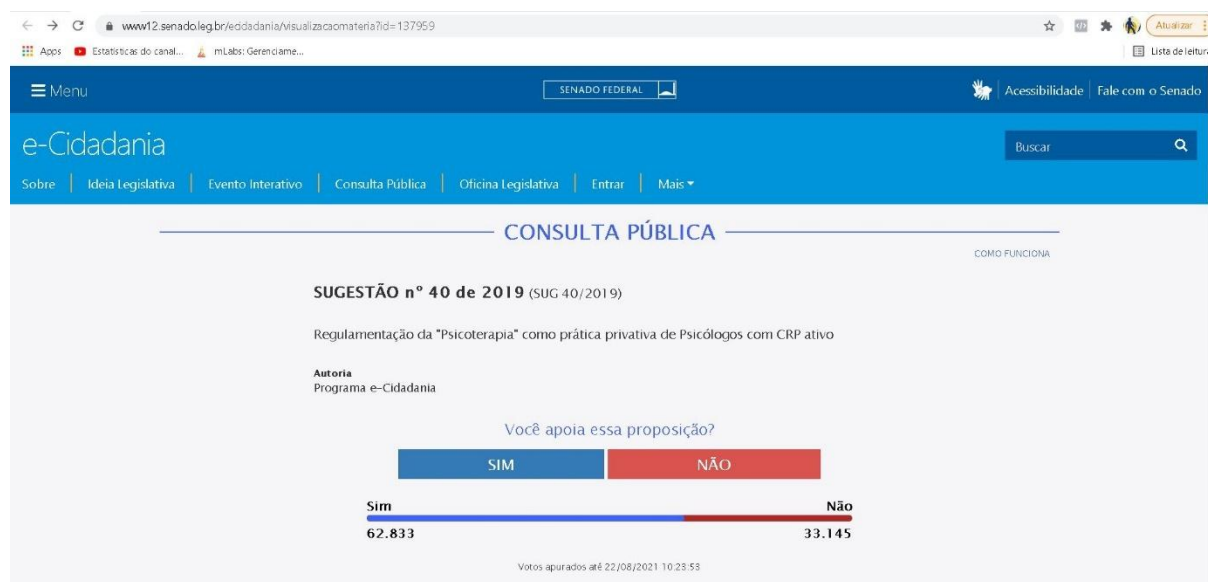 www12.senado.leg.br/ecidadania/visualizacaomateria?id=137959
Atualizar
Apps Estatísticas do canal... mLabs: Gerenciame...
Lista de leitura
Menu
SENADO FEDERAL
Acessibilidade Fale com o Senado
e-Cidadania
Buscar
Sobre Ideia Legislativa Evento Interativo Consulta Pública Oficina Legislativa Entrar Mais
CONSULTA PÚBLICA
COMO FUNCIONA
SUGESTÃO nº 40 de 2019 (SUG 40/2019)
Regulamentação da "Psicoterapia" como prática privativa de Psicólogos com CRP ativo
Autoria
Programa e-Cidadania
Você apoia essa proposição?
SIM NÃO
Sim Não
62.833 33.145
Votos apurados até 22/08/2021 10:23:53